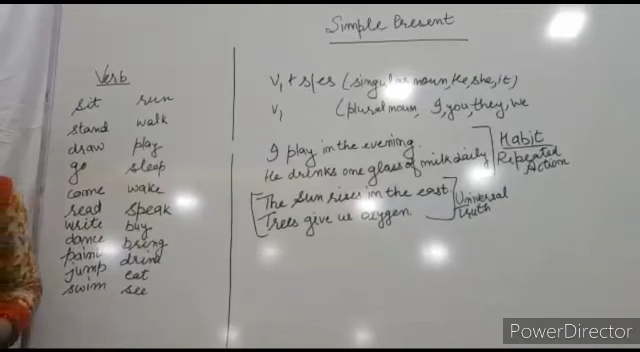 Simple Present
Verb
sit run
stand walk
draw play
go sleep
come wake
read speak
write buy
dance bring
paint drink
jump eat
swim see
V1 + s/es (singular noun, He, she, it)
V1 (plural noun, I, you, they, we
I play in the evening.
He drinks one glass of milk daily
Habit
Repeated
Action
The Sun rises in the east
Trees give us oxygen.
Universal
Truth
PowerDirector